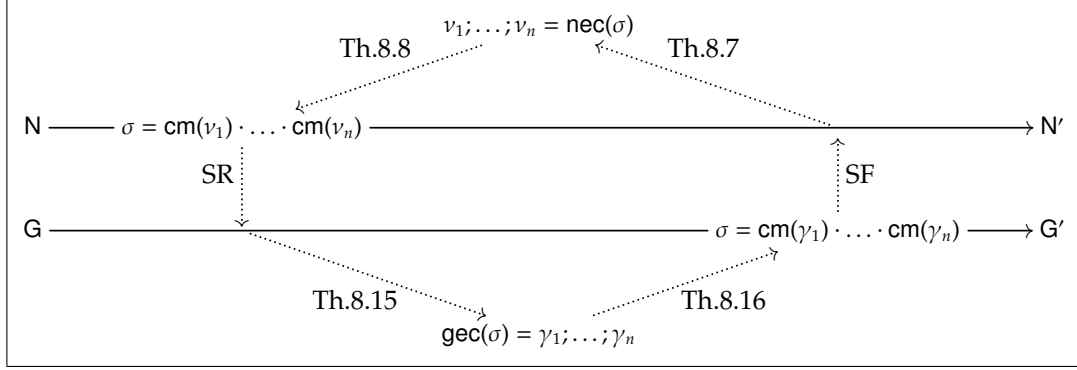 ν₁;…;νₙ = nec(σ)
Th.8.8 Th.8.7
N σ = cm(ν₁) · … · cm(νₙ) N′
SR SF
G σ = cm(γ₁) · … · cm(γₙ) G′
Th.8.15 Th.8.16
gec(σ) = γ₁;…;γₙ